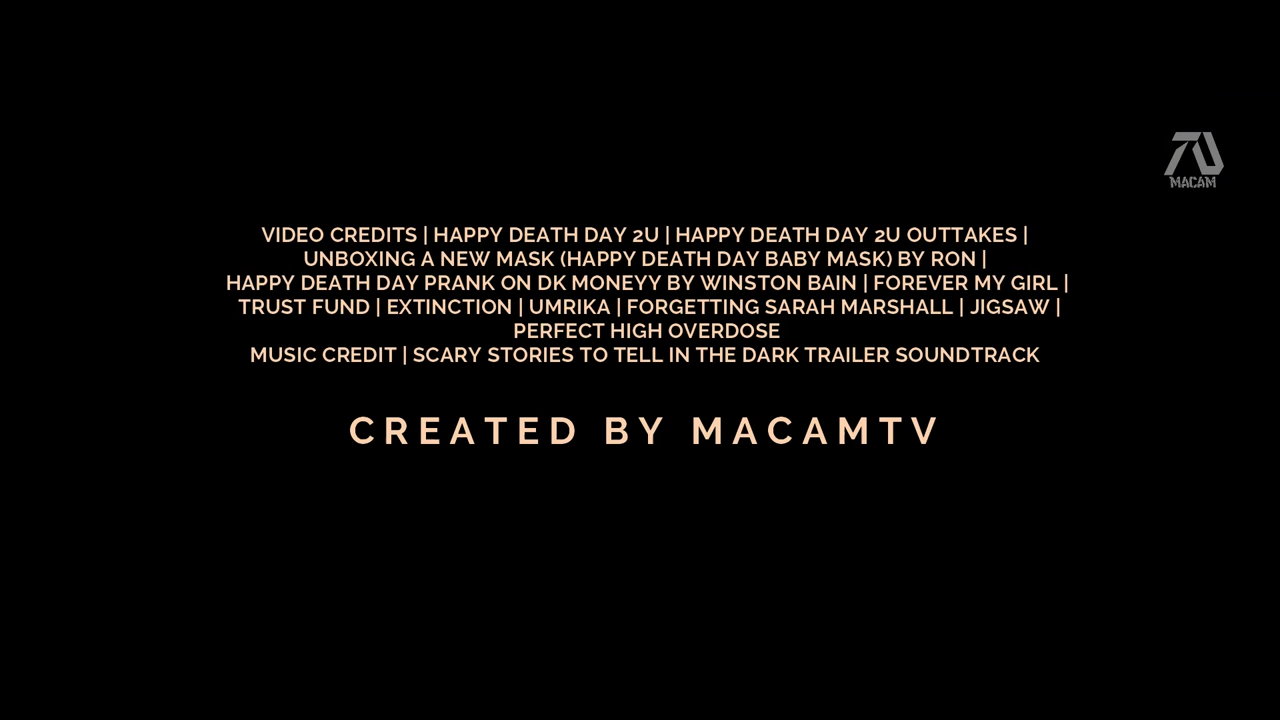 MACAM
VIDEO CREDITS | HAPPY DEATH DAY 2U | HAPPY DEATH DAY 2U OUTTAKES |
UNBOXING A NEW MASK (HAPPY DEATH DAY BABY MASK) BY RON |
HAPPY DEATH DAY PRANK ON DK MONEYY BY WINSTON BAIN | FOREVER MY GIRL |
TRUST FUND | EXTINCTION | UMRIKA | FORGETTING SARAH MARSHALL | JIGSAW |
PERFECT HIGH OVERDOSE
MUSIC CREDIT | SCARY STORIES TO TELL IN THE DARK TRAILER SOUNDTRACK
CREATED BY MACAMTV